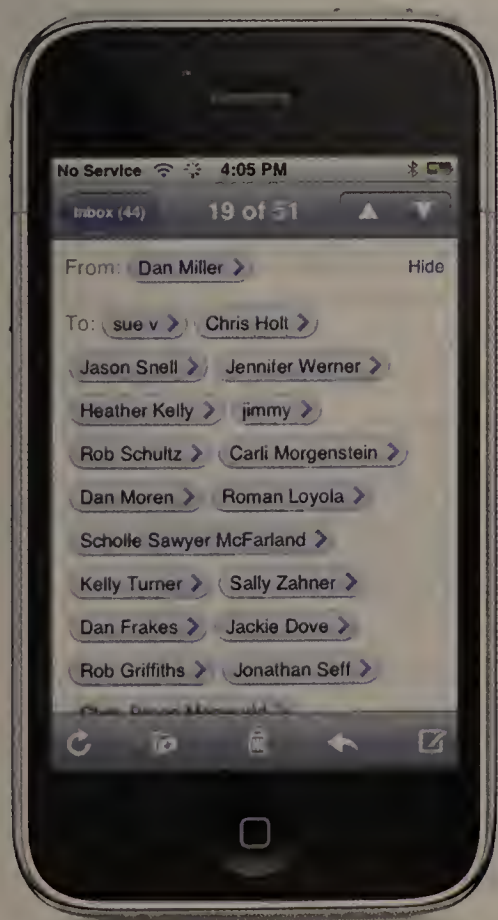 No Service 4:05 PM
Inbox (44) 19 of 51
From: Dan Miller > Hide
To: sue v > Chris Holt >
Jason Snell > Jennifer Werner >
Heather Kelly > jimmy >
Rob Schultz > Carli Morgenstein >
Dan Moren > Roman Loyola >
Scholle Sawyer McFarland >
Kelly Turner > Sally Zahner >
Dan Frakes > Jackie Dove >
Rob Griffiths > Jonathan Seff >